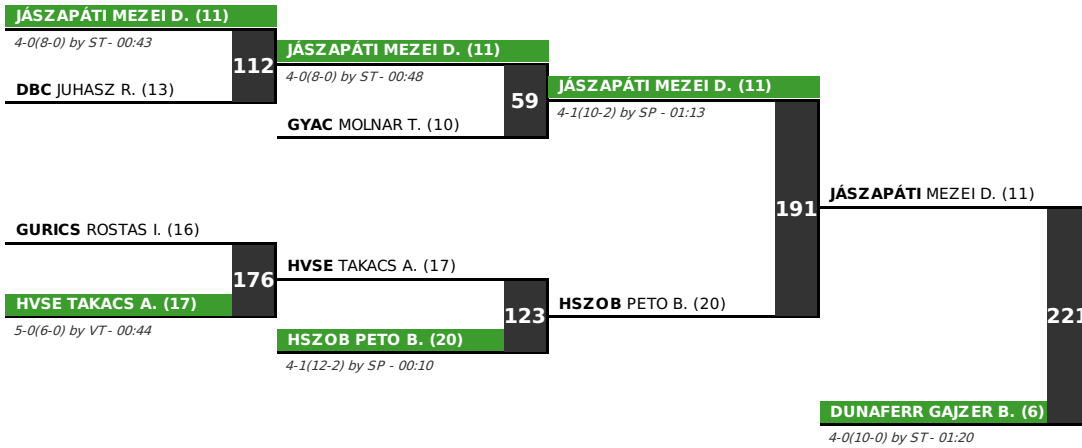 JÁSZAPÁTI MEZEI D. (11)
4-0(8-0) by ST - 00:43
112
DBC JUHASZ R. (13)
JÁSZAPÁTI MEZEI D. (11)
4-0(8-0) by ST - 00:48
59
GYAC MOLNAR T. (10)
JÁSZAPÁTI MEZEI D. (11)
4-1(10-2) by SP - 01:13
191
JÁSZAPÁTI MEZEI D. (11)
GURICS ROSTAS I. (16)
176
HVSE TAKACS A. (17)
5-0(6-0) by VT - 00:44
HVSE TAKACS A. (17)
123
HSZOB PETO B. (20)
4-1(12-2) by SP - 00:10
HSZOB PETO B. (20)
221
DUNAFERR GAJZER B. (6)
4-0(10-0) by ST - 01:20